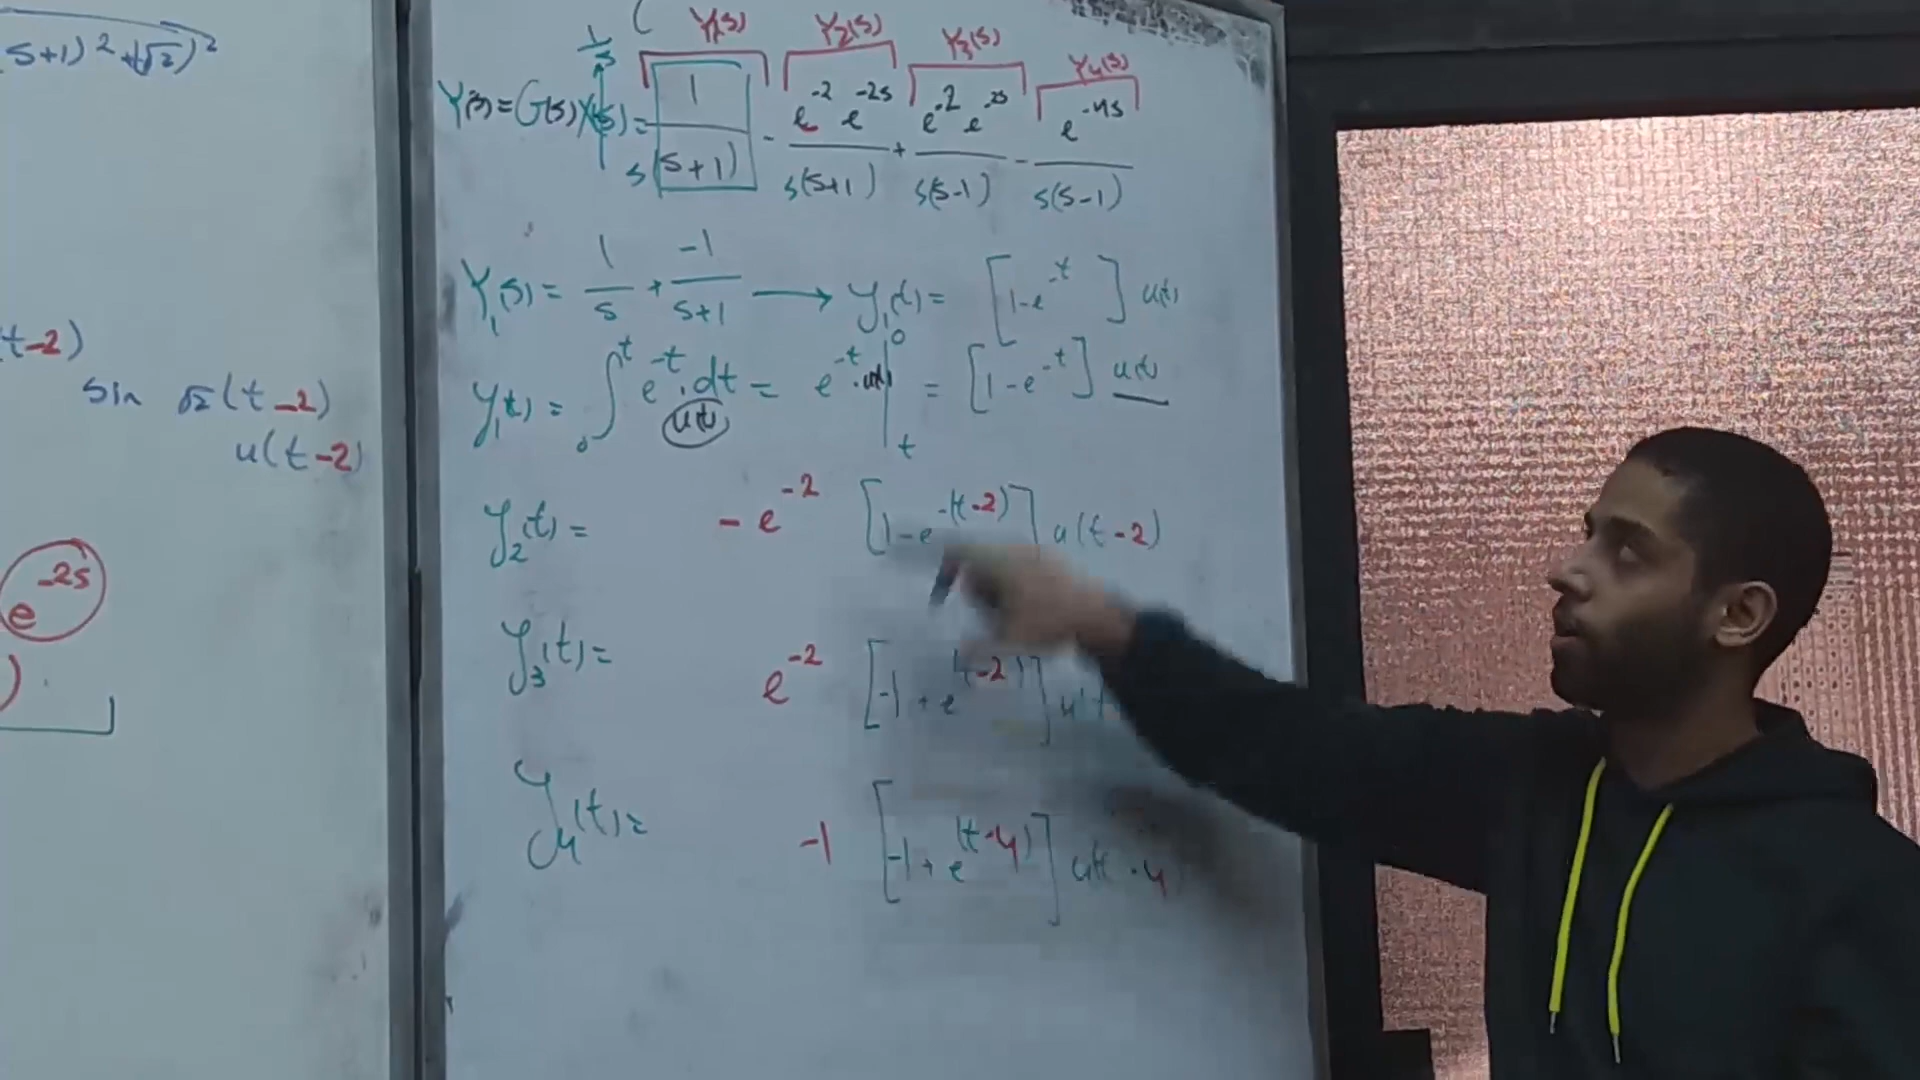 s+1)² + (√2)²
t-2)
sin √2 (t-2)
u(t-2)
e^-2s
)
Y1(s) Y2(s) Y3(s) Y4(s)
1/s
Y(s) = G(s) X(s) = 1/s(s+1) - e^-2 e^-2s/s(s+1) + e^-2 e^-2s/s(s-1) - e^-4s/s(s-1)
Y1(s) = 1/s + -1/s+1 → y1(t) = [1-e^-t] u(t)
y1(t) = ∫0^t e^-t u(t) . dt = e^-t . u(t) |t^0 = [1-e^-t] u(t)
y2(t) = -e^-2 [1-e^-(t-2)] u(t-2)
y3(t) = e^-2 [-1+e^(t-2)] u(t
y4(t) = -1 [-1+e^(t-4)] u(t-4